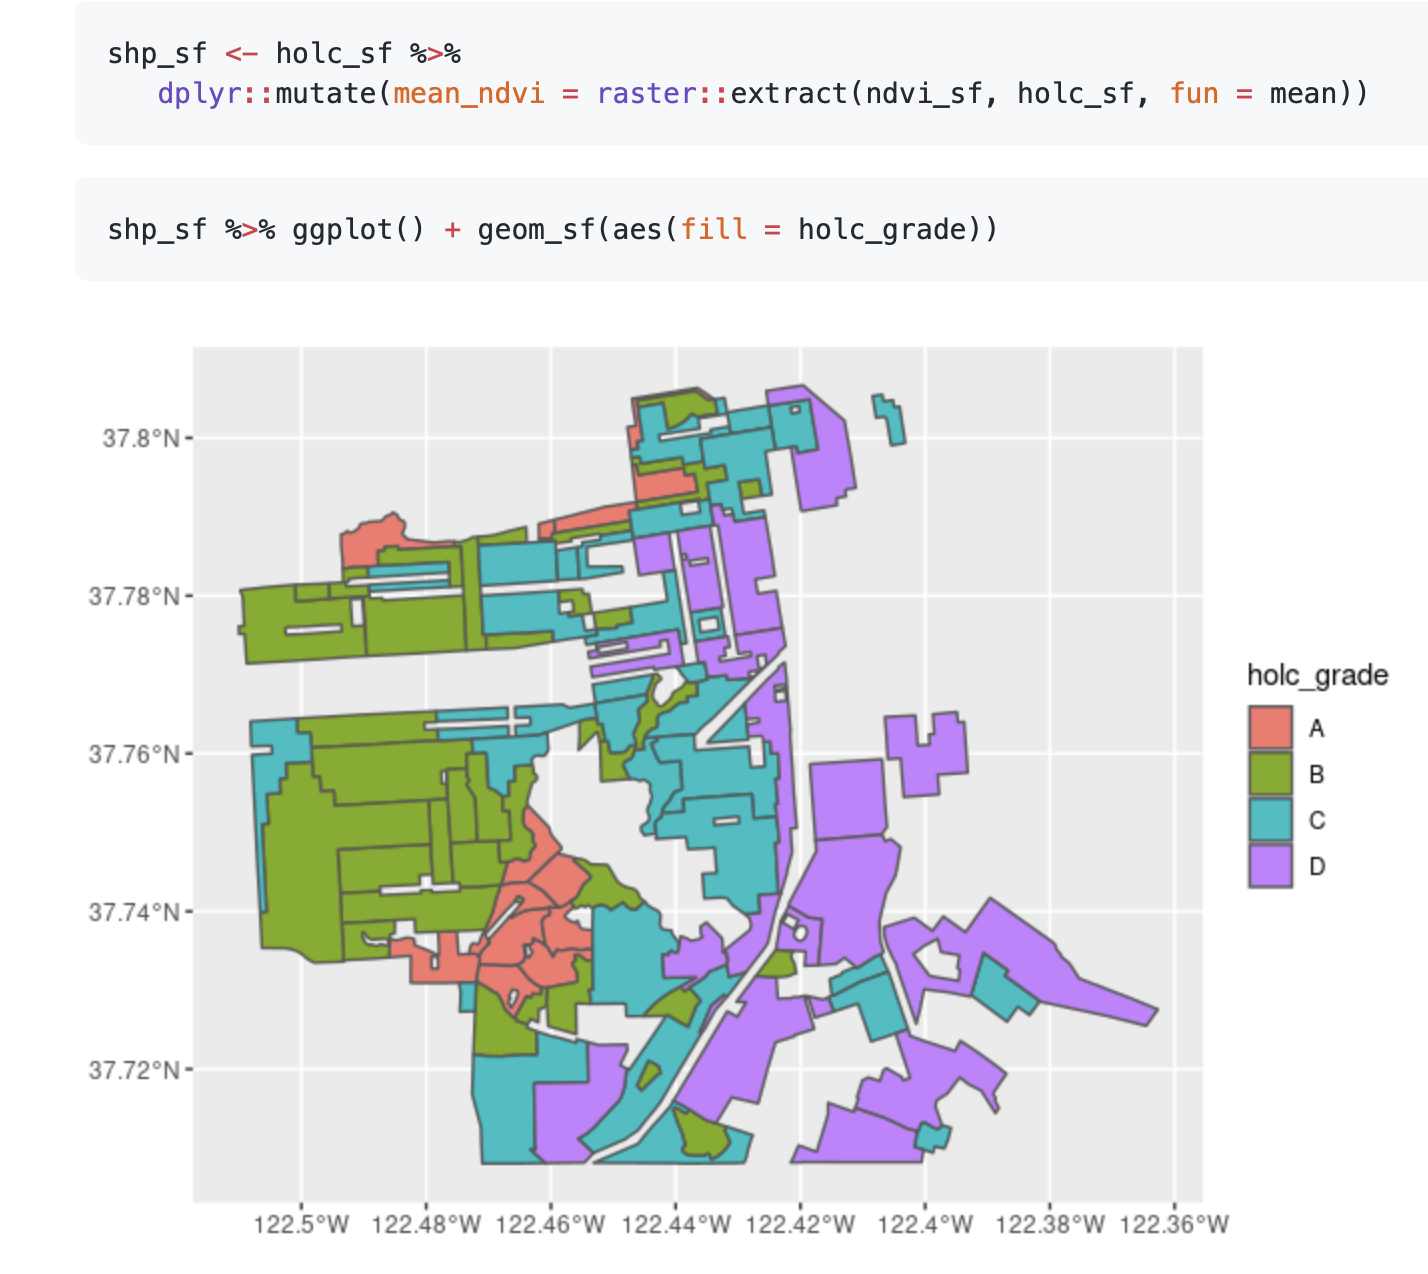 shp_sf <- holc_sf %>%
dplyr::mutate(mean_ndvi = raster::extract(ndvi_sf, holc_sf, fun = mean))
shp_sf %>% ggplot() + geom_sf(aes(fill = holc_grade))
37.8°N
37.78°N
37.76°N
37.74°N
37.72°N
122.5°W 122.48°W 122.46°W 122.44°W 122.42°W 122.4°W 122.38°W 122.36°W
holc_grade
A
B
C
D